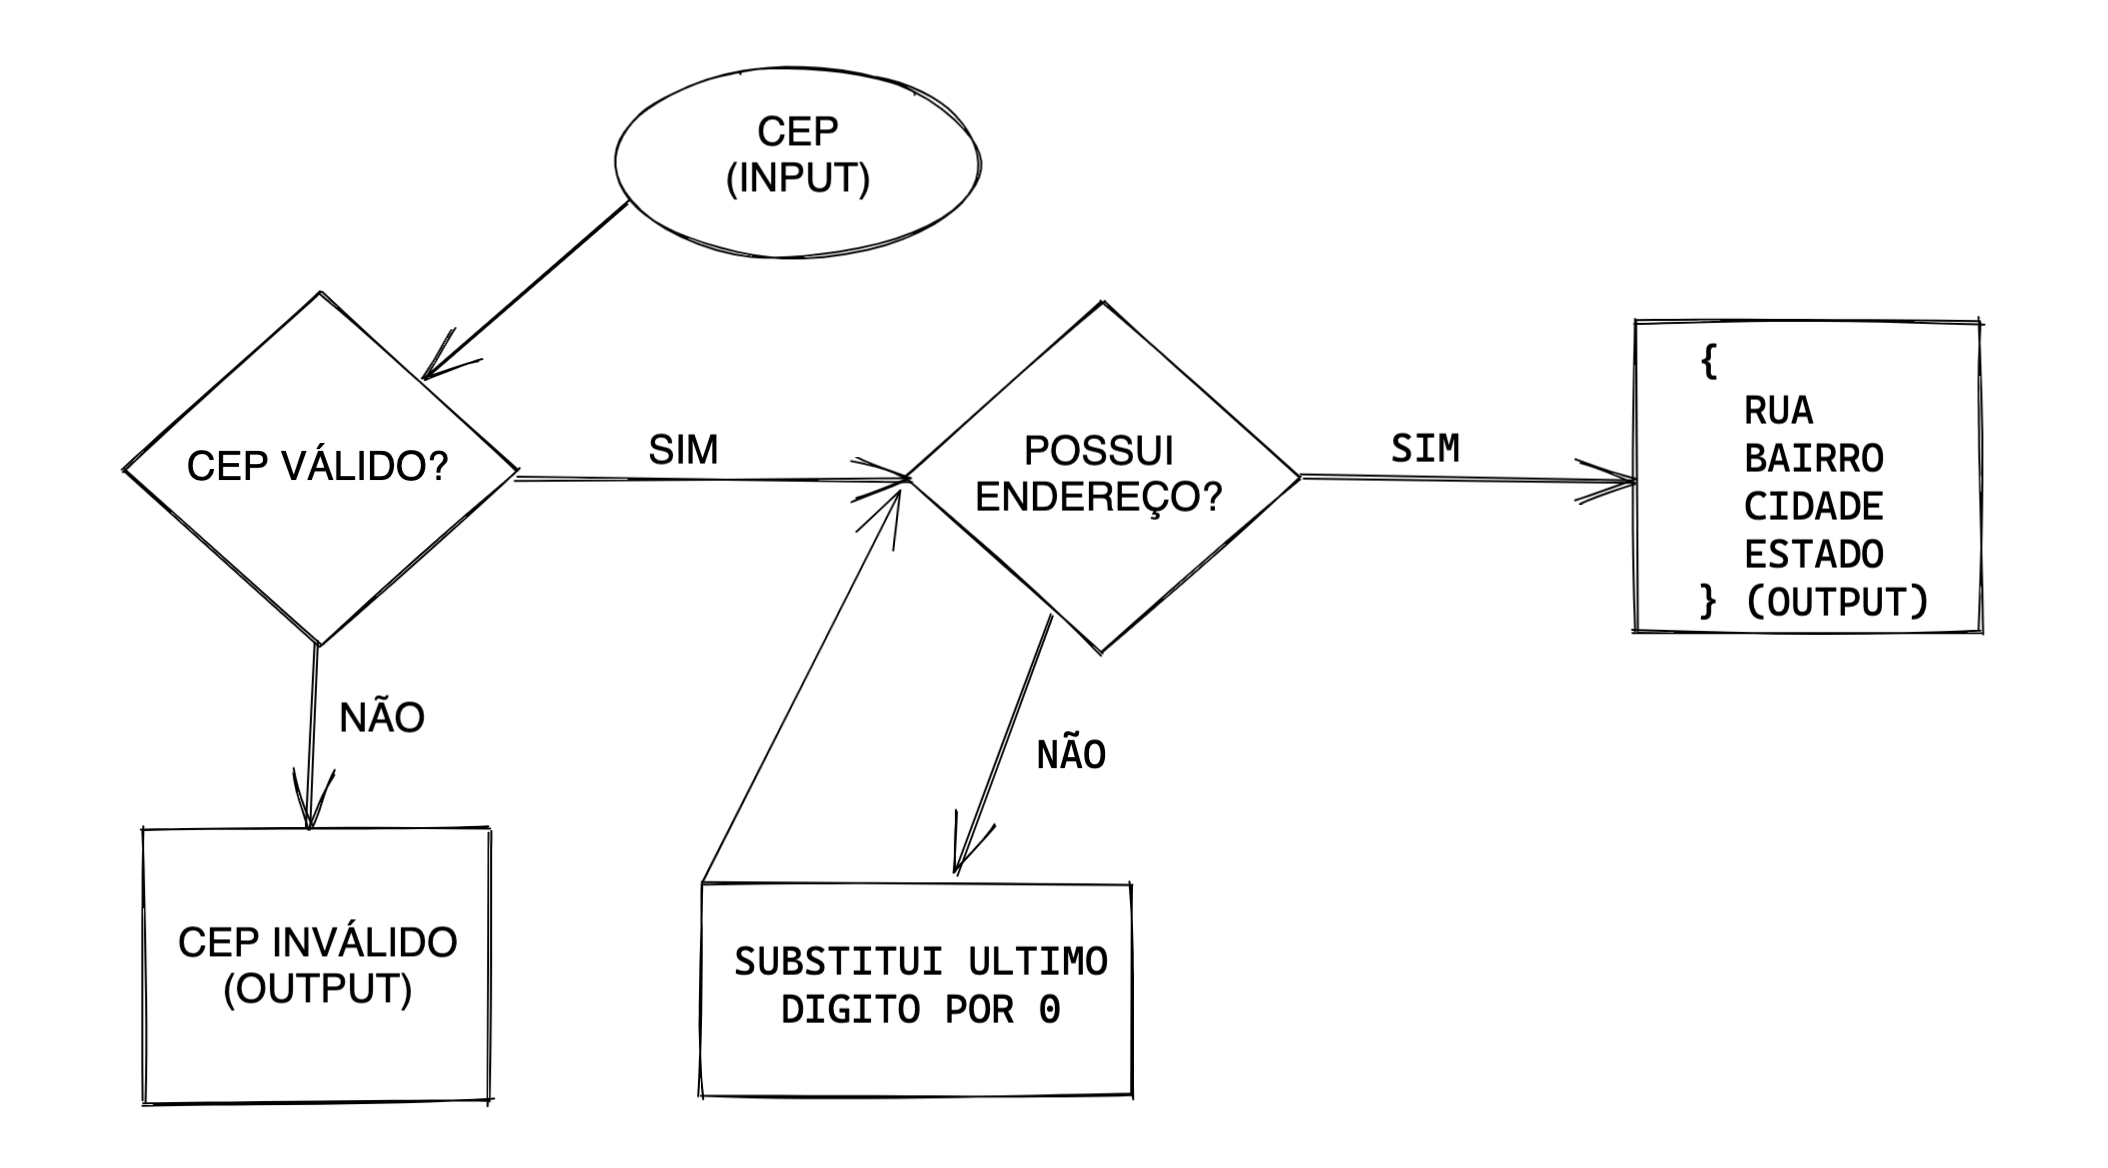 CEP
(INPUT)
CEP VÁLIDO?
SIM
POSSUI
ENDEREÇO?
SIM
{
RUA
BAIRRO
CIDADE
ESTADO
} (OUTPUT)
NÃO
NÃO
CEP INVÁLIDO
(OUTPUT)
SUBSTITUI ULTIMO
DIGITO POR 0